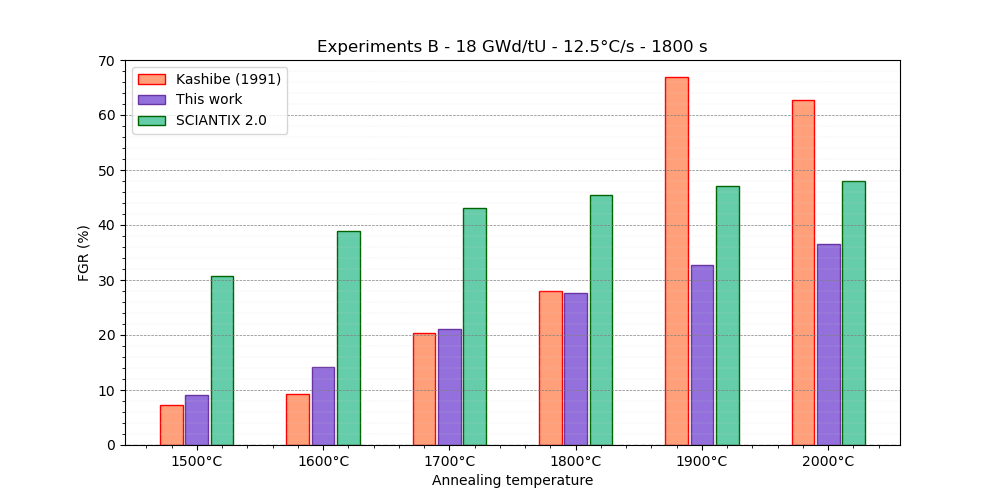 Experiments B - 18 GWd/tU - 12.5°C/s - 1800 s
Kashibe (1991)
This work
SCIANTIX 2.0
FGR (%)
70
60
50
40
30
20
10
0
1500°C 1600°C 1700°C 1800°C 1900°C 2000°C
Annealing temperature